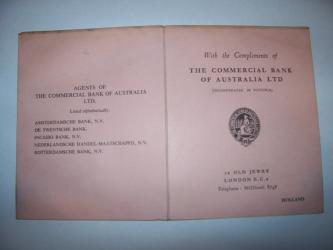 AGENTS OF
THE COMMERCIAL BANK OF AUSTRALIA
LTD.
Listed alphabetically:
AMSTERDAMSCHE BANK, N.V.
DE TWENTSCHE BANK.
INCASSO BANK, N.V.
NEDERLANDSCHE HANDEL-MAATSCHAPPIJ, N.V.
ROTTERDAMSCHE BANK, N.V.
With the Compliments of
THE COMMERCIAL BANK
OF AUSTRALIA LTD
(INCORPORATED IN VICTORIA)
12 OLD JEWRY
LONDON E.C.2
Telephone:
HOLLAND